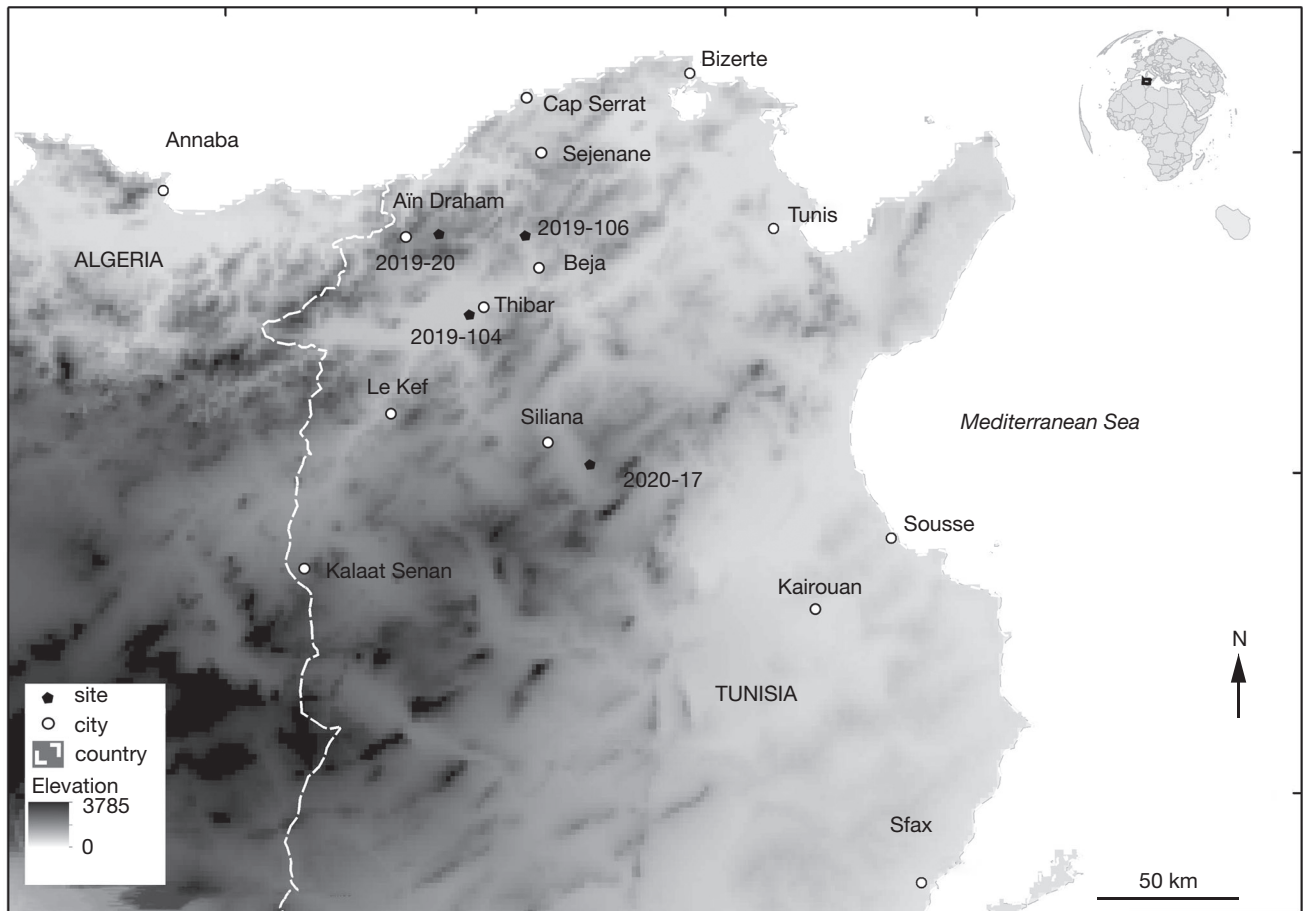 Bizerte
Cap Serrat
Annaba
Sejenane
Aïn Draham
Tunis
2019-106
ALGERIA
2019-20
Beja
Thibar
2019-104
Le Kef
Siliana
Mediterranean Sea
2020-17
Sousse
Kalaat Senan
Kairouan
N
TUNISIA
site
city
country
Elevation
3785
0
Sfax
50 km